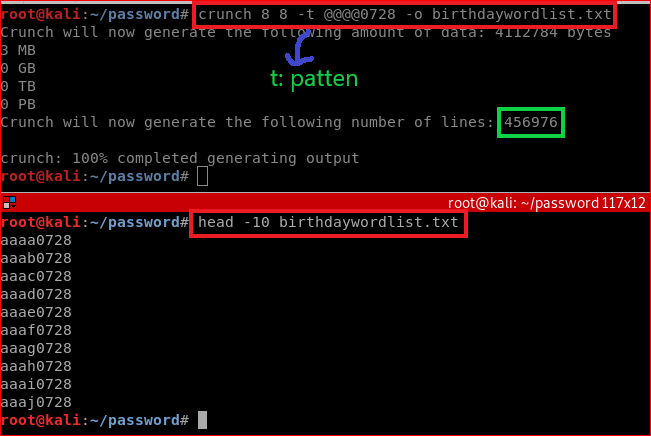 root@kali:~/password# crunch 8 8 -t @@@@0728 -o birthdaywordlist.txt
Crunch will now generate the following amount of data: 4112784 bytes
3 MB
0 GB
t: patten
0 TB
0 PB
Crunch will now generate the following number of lines: 456976
crunch: 100% completed generating output
root@kali:~/password#
root@kali: ~/password 117x12
root@kali:~/password# head -10 birthdaywordlist.txt
aaaa0728
aaab0728
aaac0728
aaad0728
aaae0728
aaaf0728
aaag0728
aaah0728
aaai0728
aaaj0728
root@kali:~/password#